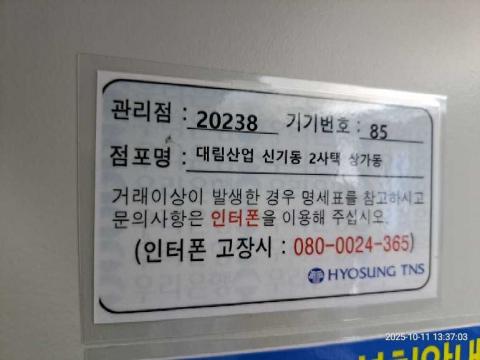 관리점 : 20238 기기번호 : 85
점포명 : 대림산업 신기동 2사택 상가동
거래이상이 발생한 경우 명세표를 참고하시고
문의사항은 인터폰을 이용해 주십시오.
(인터폰 고장시 : 080-0024-365)
HYOSUNG TNS
우리은행
2025-10-11 13:37:03